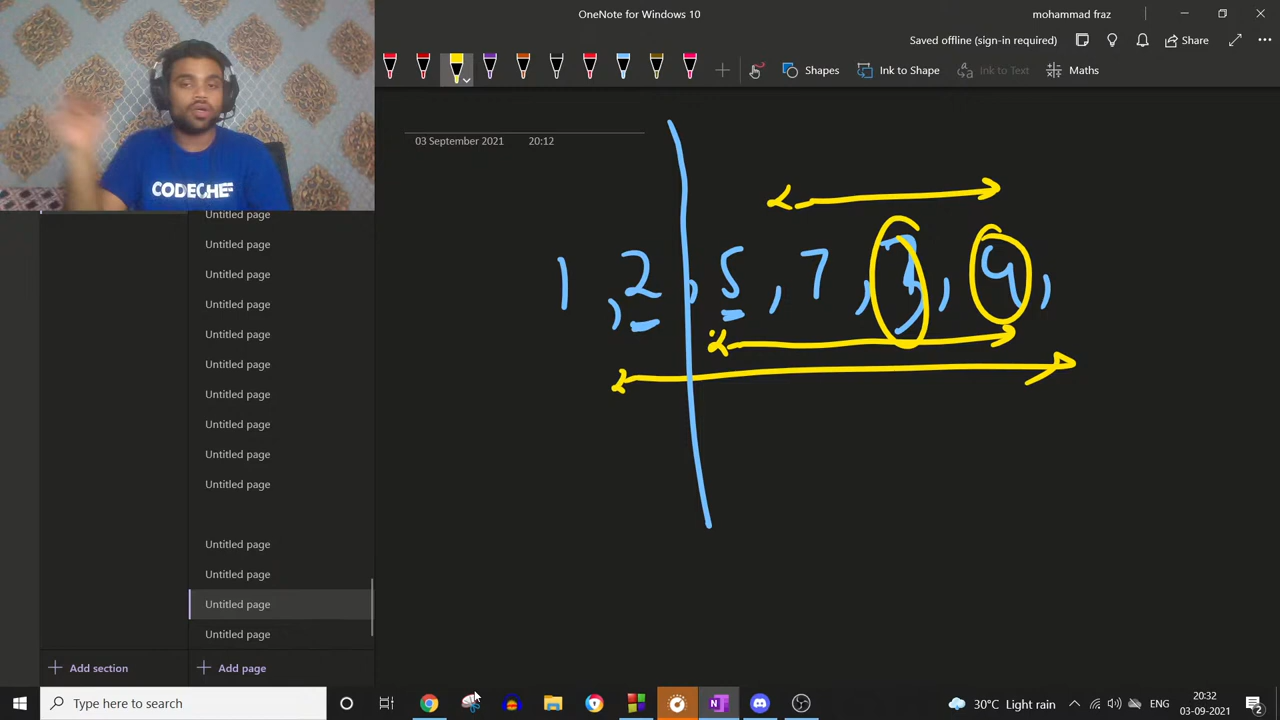 OneNote for Windows 10
mohammad fraz
Saved offline (sign-in required)
Share
Shapes
Ink to Shape
Ink to Text
Maths
CODECHEF
03 September 2021 20:12
1, 2, 5, 7, 7, 9,
Untitled page
Untitled page
Untitled page
Untitled page
Untitled page
Untitled page
Untitled page
Untitled page
Untitled page
Untitled page
Untitled page
Untitled page
Untitled page
Untitled page
Add section
Add page
Type here to search
30°C Light rain
ENG
20:32
03-09-2021
2